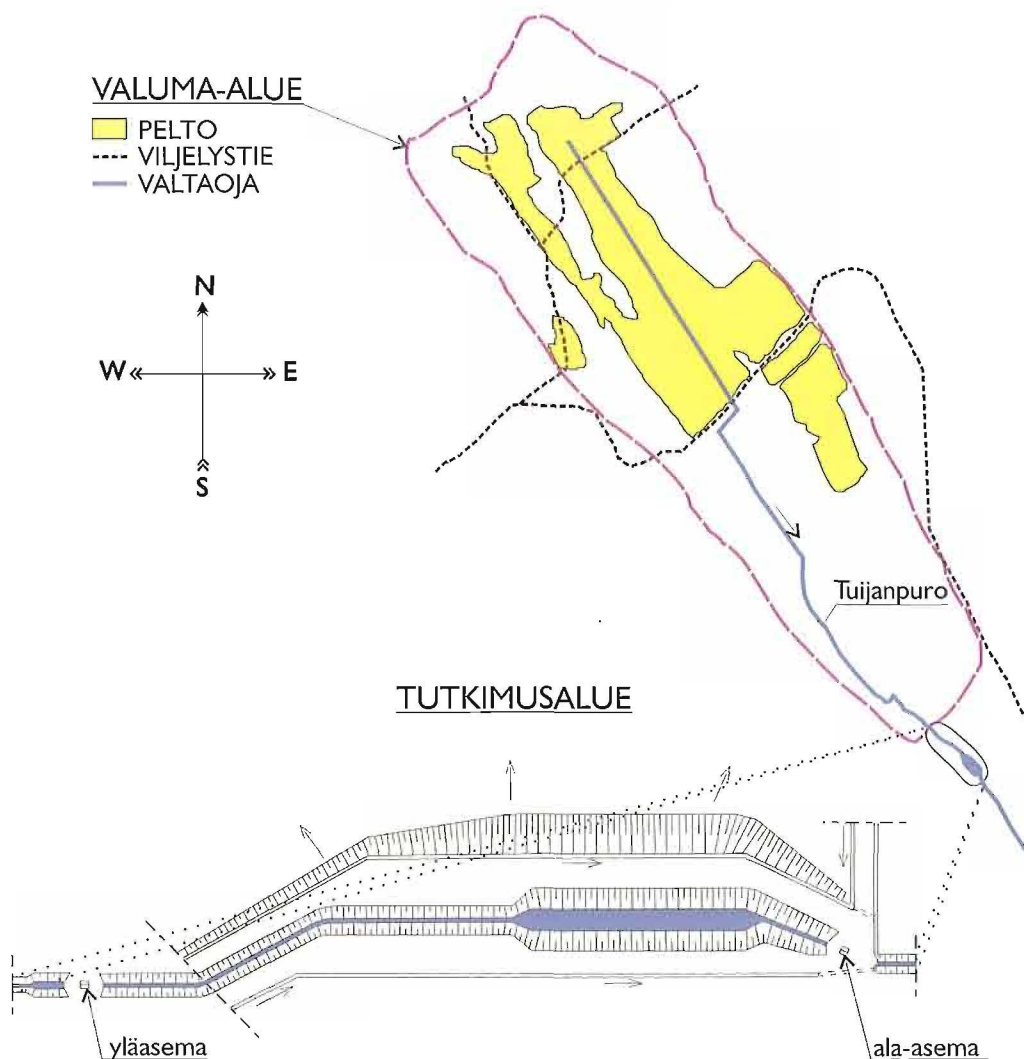 VALUMA-ALUE
PELTO
VILJELYSTIE
VALTAOJA
N
W E
S
Tuijanpuro
TUTKIMUSALUE
yläasema
ala-asema